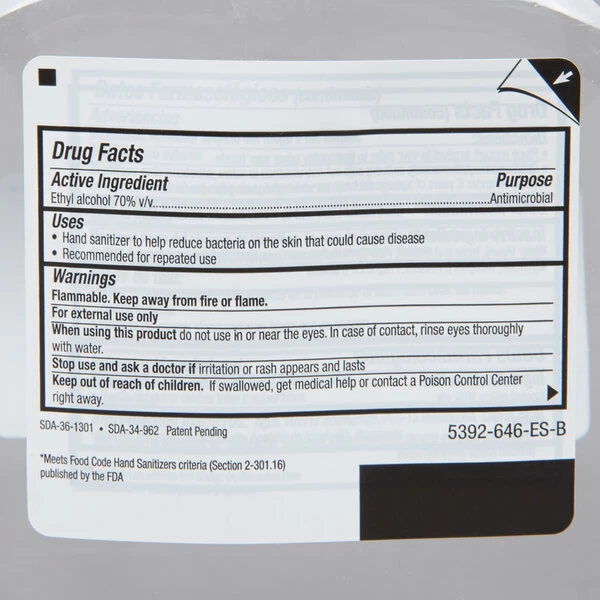 Drug Facts
Active Ingredient Purpose
Ethyl alcohol 70% v/v................................................................Antimicrobial
Uses
• Hand sanitizer to help reduce bacteria on the skin that could cause disease
• Recommended for repeated use
Warnings
Flammable. Keep away from fire or flame.
For external use only
When using this product do not use in or near the eyes. In case of contact, rinse eyes thoroughly
with water.
Stop use and ask a doctor if irritation or rash appears and lasts
Keep out of reach of children. If swallowed, get medical help or contact a Poison Control Center
right away.
SDA-36-1301 • SDA-34-962 Patent Pending 5392-646-ES-B
*Meets Food Code Hand Sanitizers criteria (Section 2-301.16)
published by the FDA